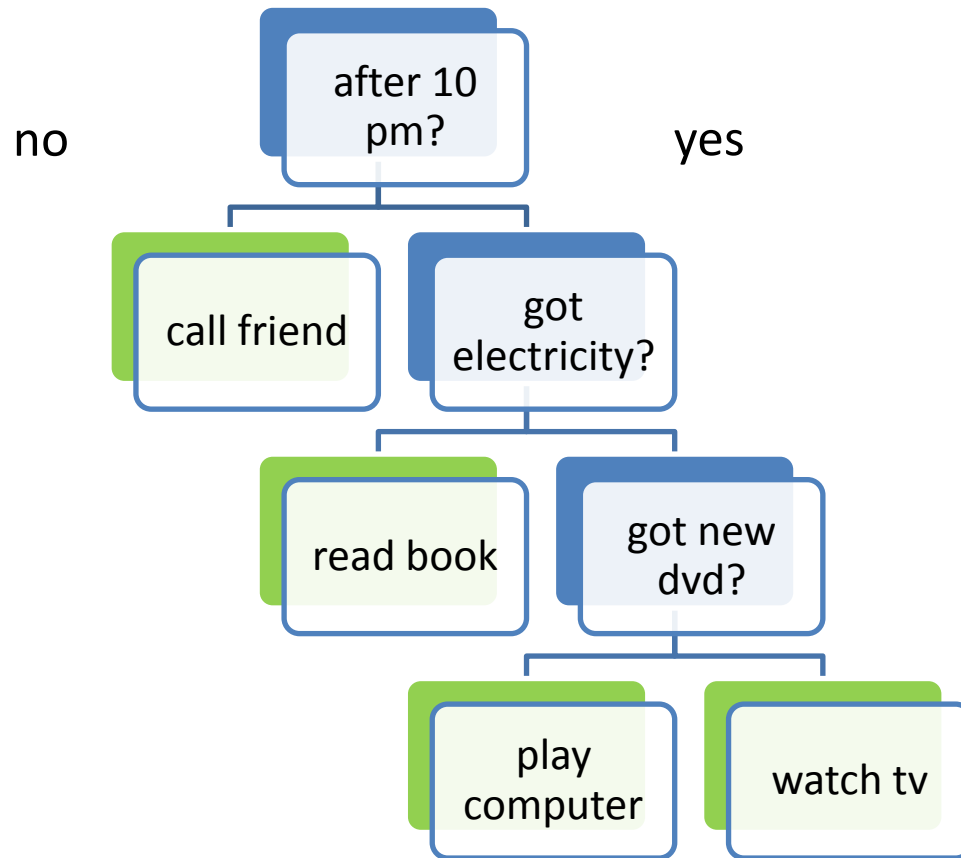 after 10
pm?
no
yes
call friend
got
electricity?
read book
got new
dvd?
play
computer
watch tv